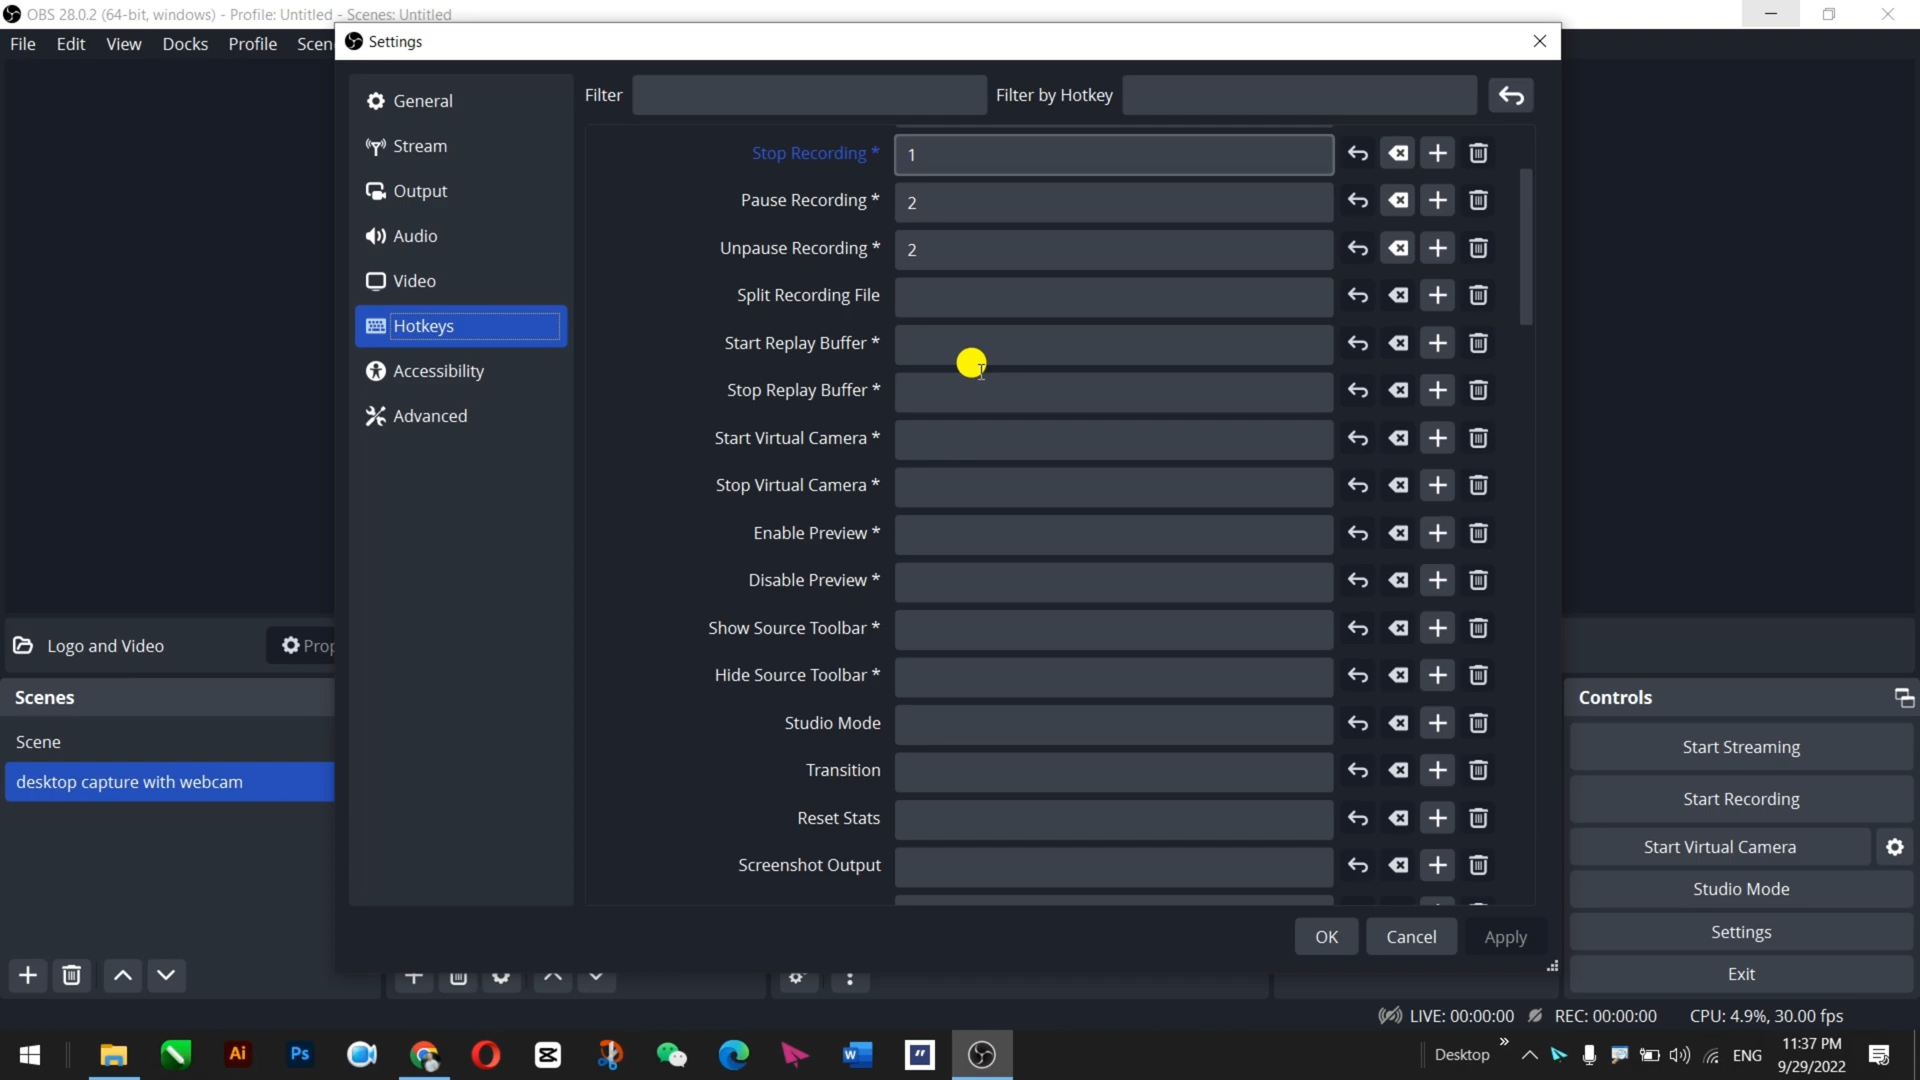 OBS 28.0.2 (64-bit, windows) - Profile: Untitled - Scenes: Untitled
File Edit View Docks Profile Scen
Settings
General
Stream
Output
Audio
Video
Hotkeys
Accessibility
Advanced
Filter
Filter by Hotkey
Stop Recording * 1
Pause Recording * 2
Unpause Recording * 2
Split Recording File
Start Replay Buffer *
Stop Replay Buffer *
Start Virtual Camera *
Stop Virtual Camera *
Enable Preview *
Disable Preview *
Show Source Toolbar *
Hide Source Toolbar *
Studio Mode
Transition
Reset Stats
Screenshot Output
OK Cancel Apply
Logo and Video
Prop
Scenes
Scene
desktop capture with webcam
Controls
Start Streaming
Start Recording
Start Virtual Camera
Studio Mode
Settings
Exit
LIVE: 00:00:00 REC: 00:00:00 CPU: 4.9%, 30.00 fps
Ai Ps Desktop » ENG
11:37 PM
9/29/2022